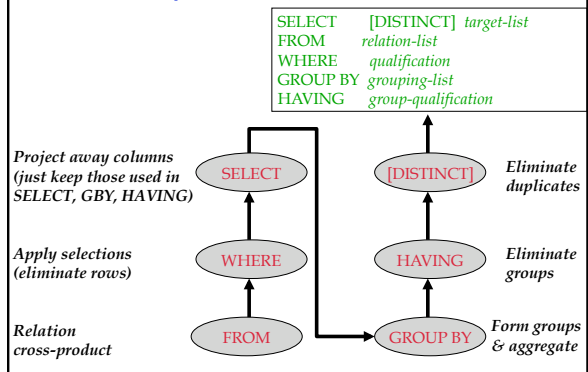 SELECT [DISTINCT] target-list
FROM relation-list
WHERE qualification
GROUP BY grouping-list
HAVING group-qualification
Project away columns
(just keep those used in
SELECT, GBY, HAVING)
SELECT
[DISTINCT]
Eliminate
duplicates
Apply selections
(eliminate rows)
WHERE
HAVING
Eliminate
groups
Relation
cross-product
FROM
GROUP BY
Form groups
& aggregate